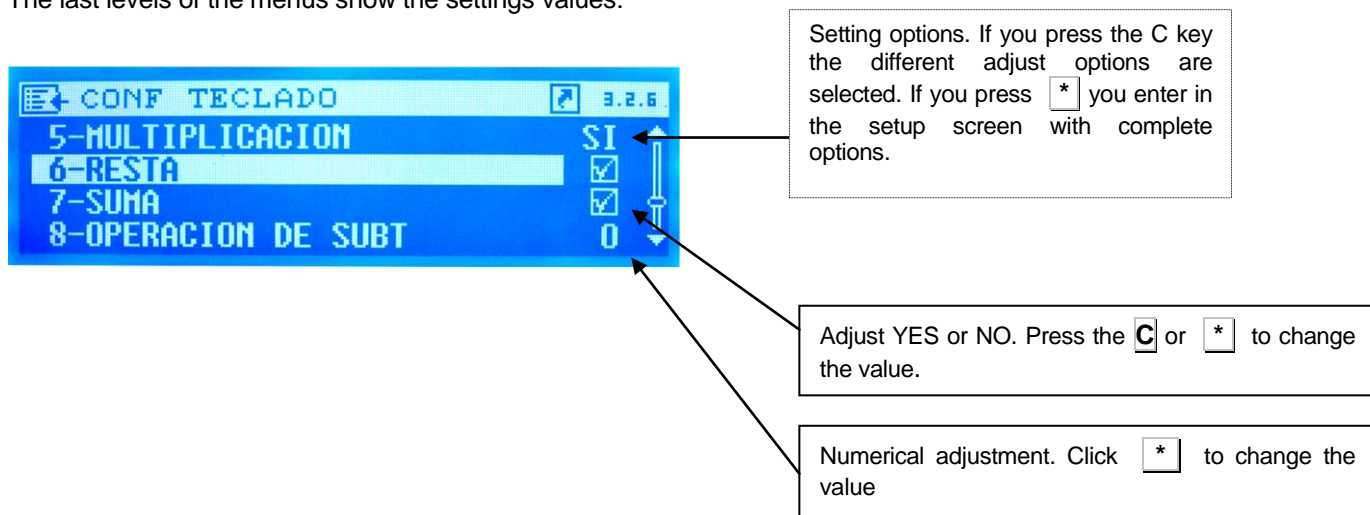 The last levels of the menus show the settings values.
CONF TECLADO 3.2.6
5-MULTIPLICACION SI
6-RESTA
7-SUMA
8-OPERACION DE SUBT 0
Setting options. If you press the C key
the different adjust options are
selected. If you press * you enter in
the setup screen with complete
options.
Adjust YES or NO. Press the C or * to change
the value.
Numerical adjustment. Click * to change the
value